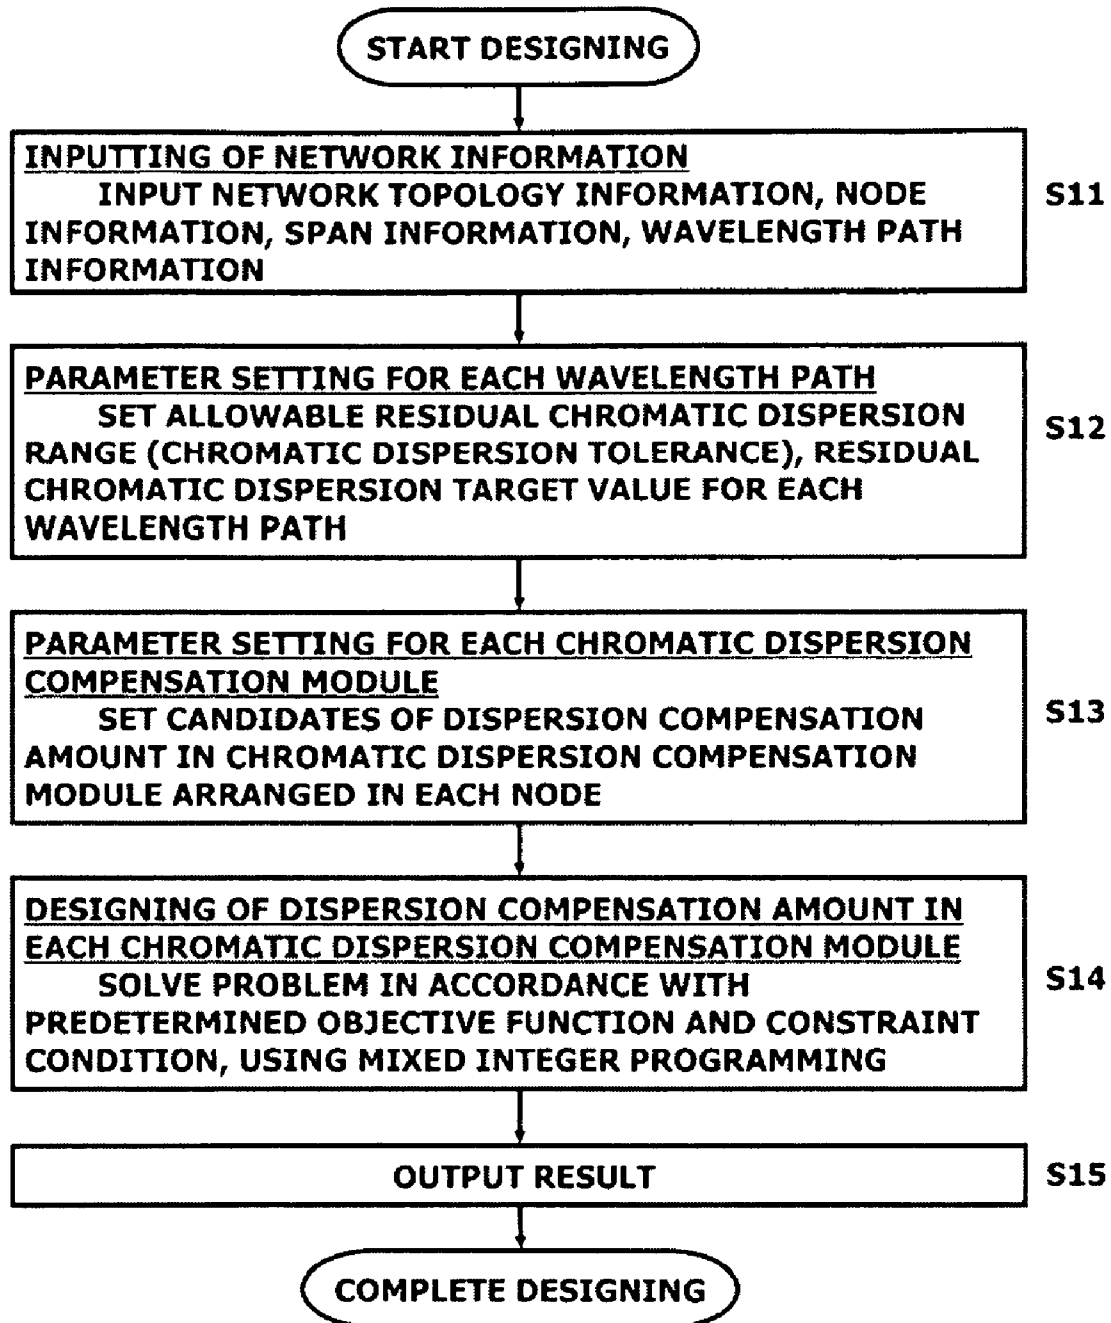 START DESIGNING
INPUTTING OF NETWORK INFORMATION
INPUT NETWORK TOPOLOGY INFORMATION, NODE
INFORMATION, SPAN INFORMATION, WAVELENGTH PATH
INFORMATION
S11
PARAMETER SETTING FOR EACH WAVELENGTH PATH
SET ALLOWABLE RESIDUAL CHROMATIC DISPERSION
RANGE (CHROMATIC DISPERSION TOLERANCE), RESIDUAL
CHROMATIC DISPERSION TARGET VALUE FOR EACH
WAVELENGTH PATH
S12
PARAMETER SETTING FOR EACH CHROMATIC DISPERSION
COMPENSATION MODULE
SET CANDIDATES OF DISPERSION COMPENSATION
AMOUNT IN CHROMATIC DISPERSION COMPENSATION
MODULE ARRANGED IN EACH NODE
S13
DESIGNING OF DISPERSION COMPENSATION AMOUNT IN
EACH CHROMATIC DISPERSION COMPENSATION MODULE
SOLVE PROBLEM IN ACCORDANCE WITH
PREDETERMINED OBJECTIVE FUNCTION AND CONSTRAINT
CONDITION, USING MIXED INTEGER PROGRAMMING
S14
OUTPUT RESULT
S15
COMPLETE DESIGNING